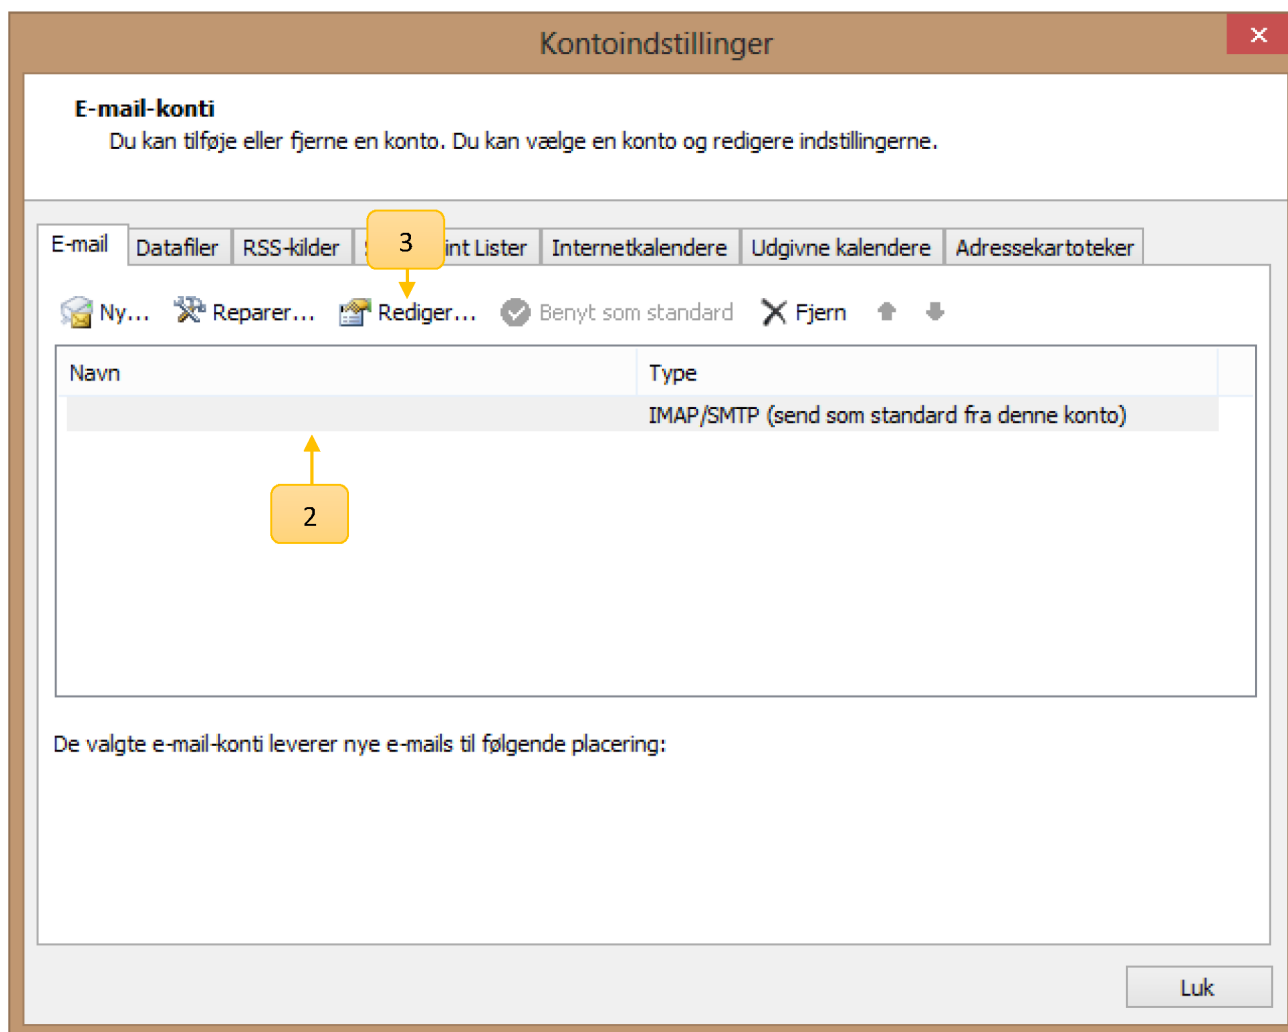 Kontoindstillinger
E-mail-konti
Du kan tilføje eller fjerne en konto. Du kan vælge en konto og redigere indstillingerne.
E-mail Datafiler RSS-kilder Lister Internetkalendere Udgivne kalendere Adressekartoteker
3
Ny... Reparer... Rediger... Benyt som standard Fjern
Navn Type
IMAP/SMTP (send som standard fra denne konto)
2
De valgte e-mail-konti leverer nye e-mails til følgende placering:
Luk